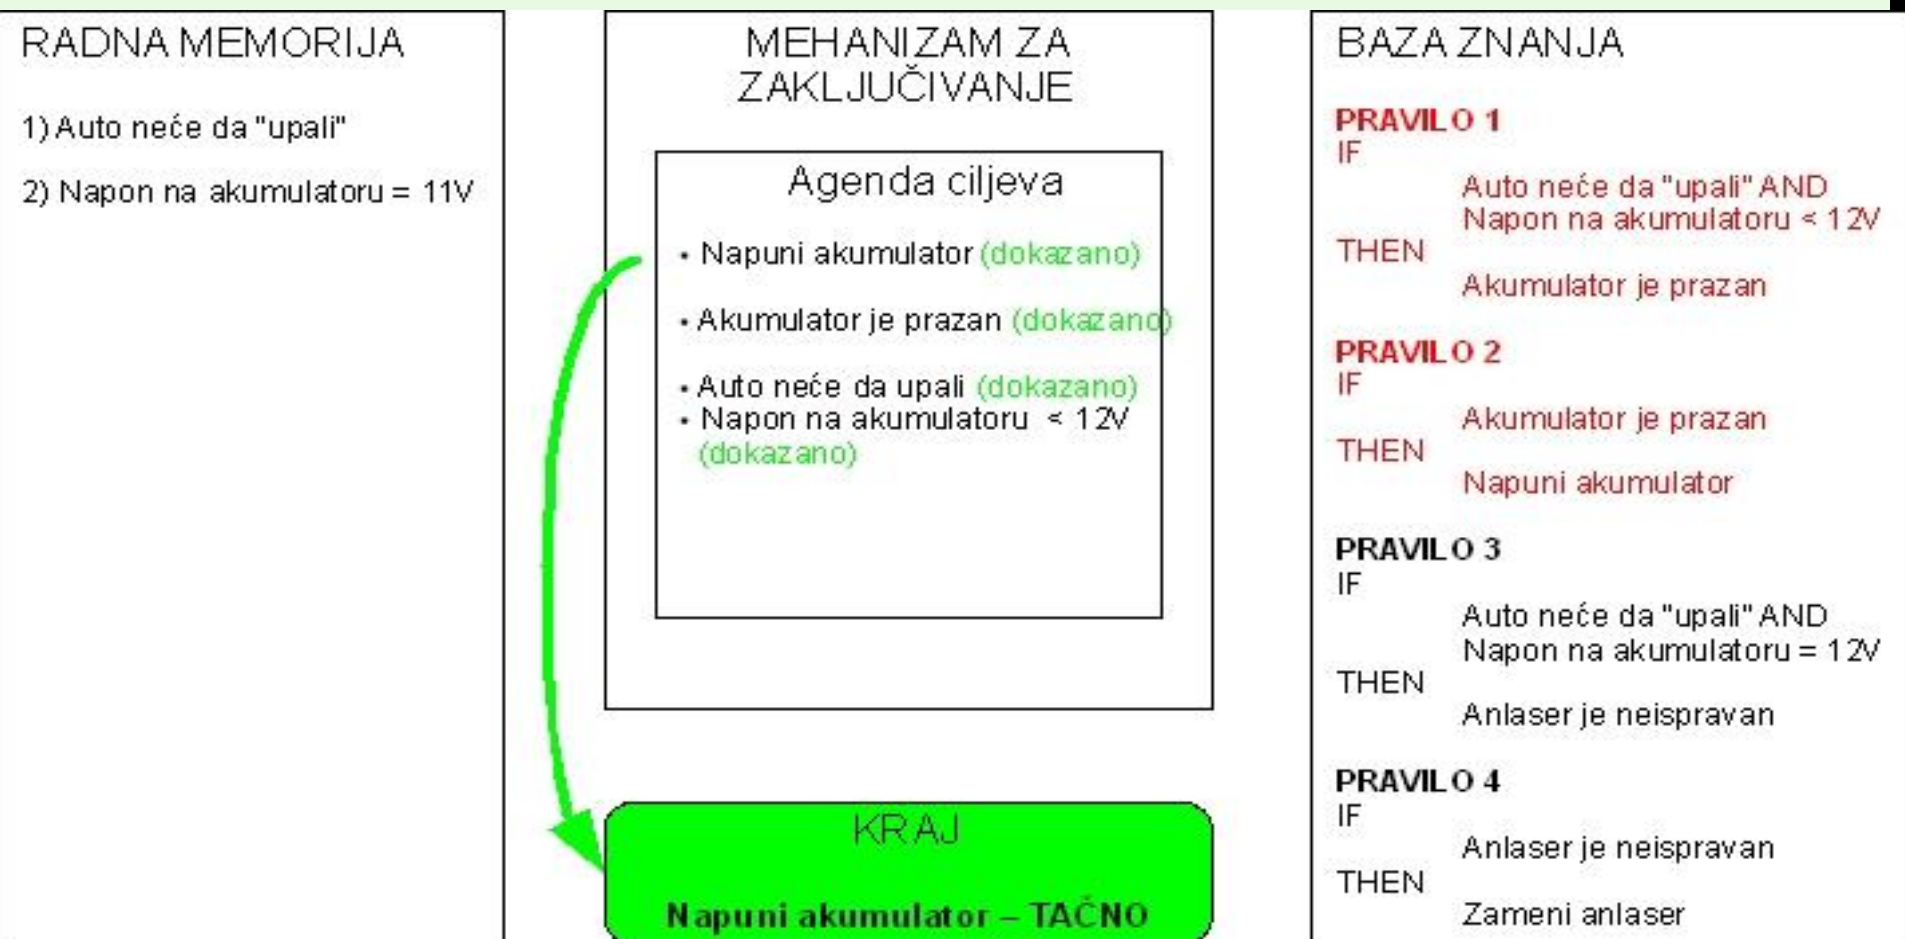 RADNA MEMORIJA
1) Auto neće da "upali"
2) Napon na akumulatoru = 11V
MEHANIZAM ZA
ZAKLJUČIVANJE
Agenda ciljeva
• Napuni akumulator (dokazano)
• Akumulator je prazan (dokazano)
• Auto neće da upali (dokazano)
• Napon na akumulatoru < 12V
(dokazano)
KRAJ
Napuni akumulator – TAČNO
BAZA ZNANJA
PRAVILO 1
IF
Auto neće da "upali" AND
Napon na akumulatoru < 12V
THEN
Akumulator je prazan
PRAVILO 2
IF
Akumulator je prazan
THEN
Napuni akumulator
PRAVILO 3
IF
Auto neće da "upali" AND
Napon na akumulatoru = 12V
THEN
Anlaser je neispravan
PRAVILO 4
IF
Anlaser je neispravan
THEN
Zameni anlaser